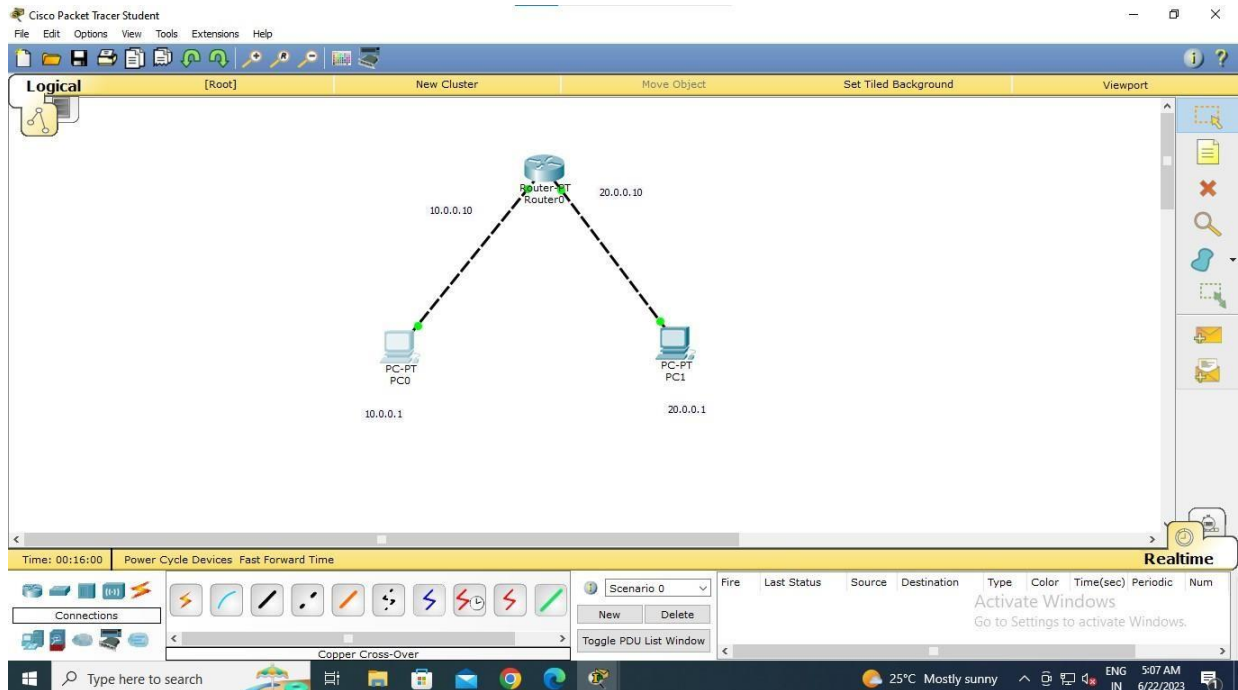 Cisco Packet Tracer Student
File Edit Options View Tools Extensions Help
Logical [Root] New Cluster Move Object Set Tiled Background Viewport
Router-PT
Router0
20.0.0.10
10.0.0.10
PC-PT
PC0
PC-PT
PC1
10.0.0.1
20.0.0.1
Time: 00:16:00 Power Cycle Devices Fast Forward Time
Realtime
Connections
Copper Cross-Over
Scenario 0
New Delete
Toggle PDU List Window
Fire Last Status Source Destination Type Color Time(sec) Periodic Num
Activate Windows
Go to Settings to activate Windows.
Type here to search
25°C Mostly sunny
ENG
IN
5:07 AM
6/22/2023